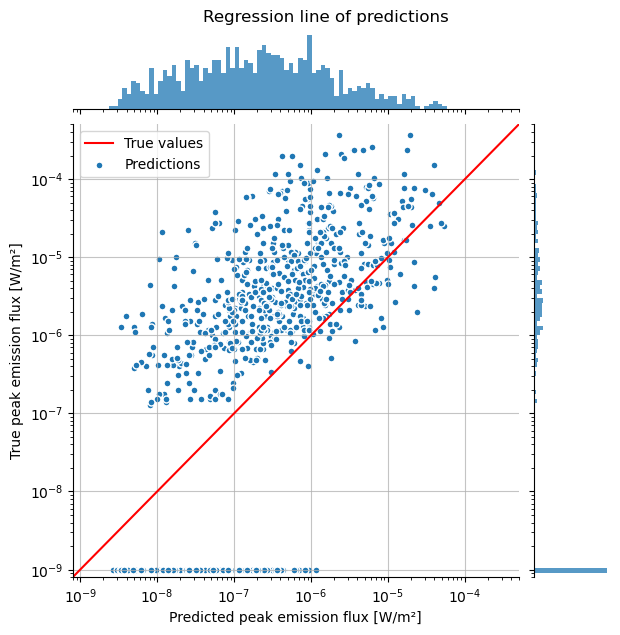 Regression line of predictions
True values
Predictions
True peak emission flux [W/m²]
10⁻⁴
10⁻⁵
10⁻⁶
10⁻⁷
10⁻⁸
10⁻⁹
10⁻⁹ 10⁻⁸ 10⁻⁷ 10⁻⁶ 10⁻⁵ 10⁻⁴
Predicted peak emission flux [W/m²]